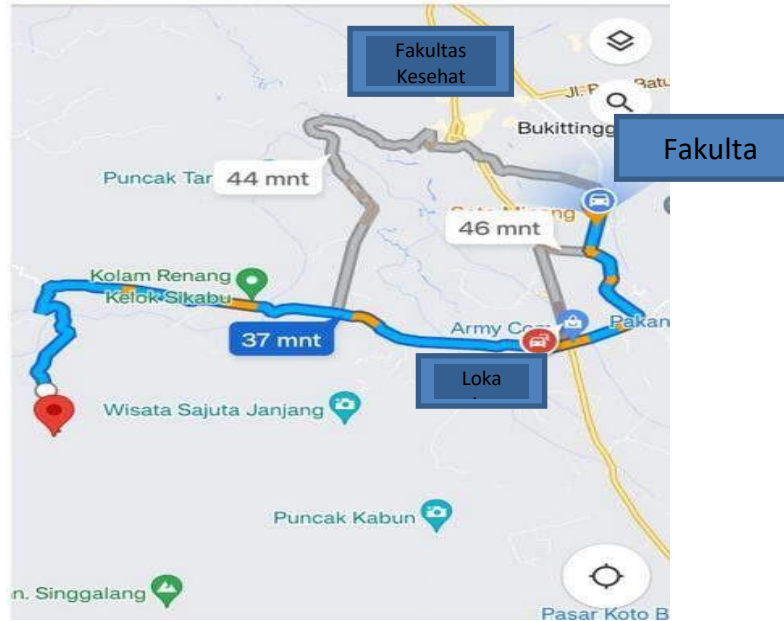 Fakultas
Kesehat
Jl.
Batu
Bukittingg
Fakulta
Puncak Tar
44 mnt
46 mnt
Kolam Renang
Kelok Sikabu
37 mnt
Army Com
Pakan
Loka
Wisata Sajuta Janjang
Puncak Kabun
n. Singgalang
Pasar Koto B